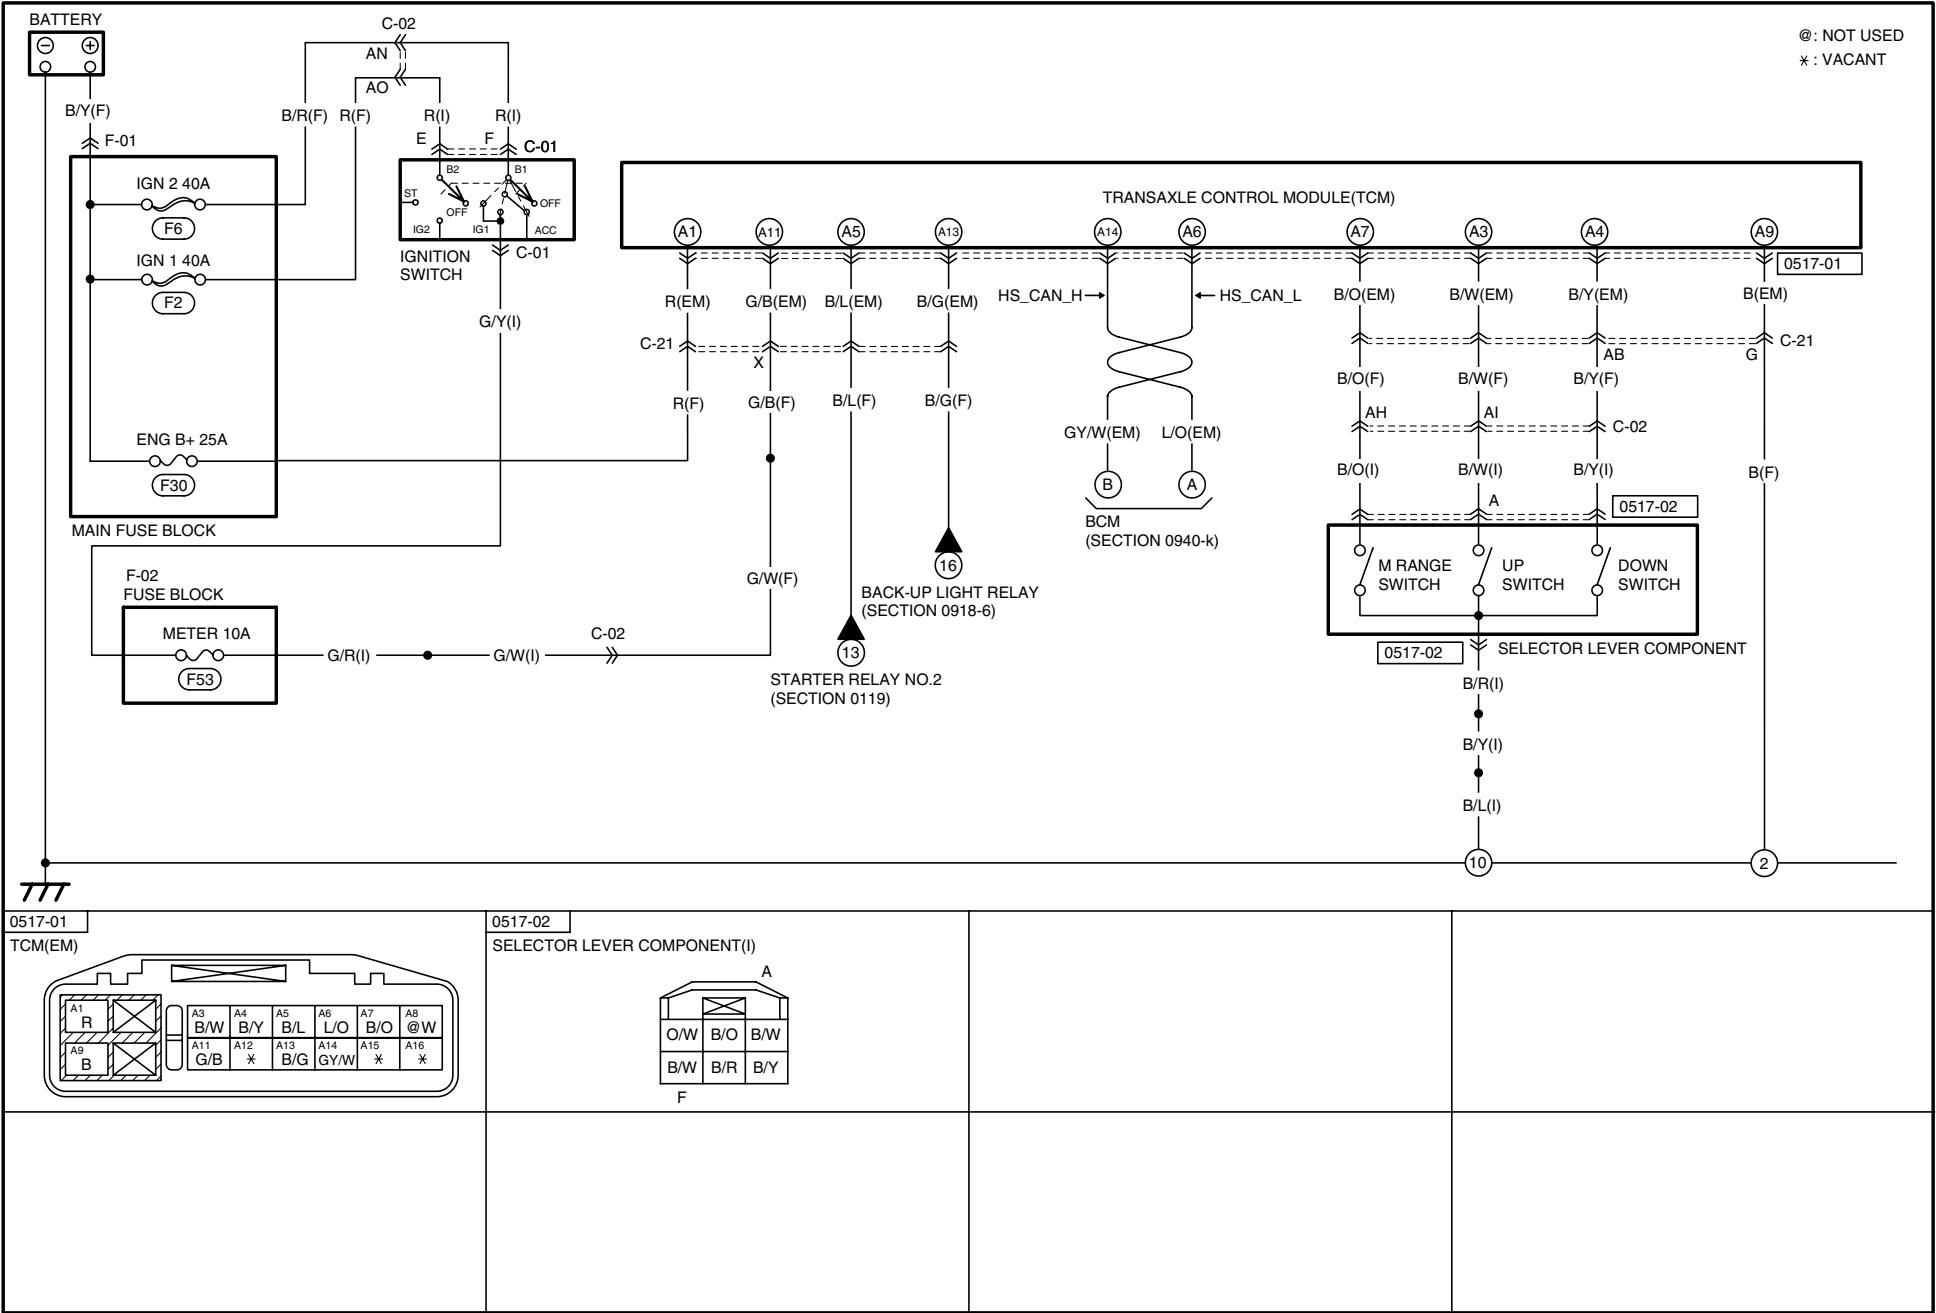 BATTERY
C-02
@: NOT USED
* : VACANT
AN
AO
B/Y(F)
B/R(F)
R(F)
R(I)
R(I)
F-01
E
F
C-01
IGN 2 40A
F6
IGN 1 40A
F2
B2
B1
ST
OFF
OFF
IG2
IG1
ACC
IGNITION
SWITCH
C-01
G/Y(I)
TRANSAXLE CONTROL MODULE(TCM)
A1
A11
A5
A13
A14
A6
A7
A3
A4
A9
0517-01
R(EM)
G/B(EM)
B/L(EM)
B/G(EM)
HS_CAN_H
HS_CAN_L
B/O(EM)
B/W(EM)
B/Y(EM)
B(EM)
C-21
X
C-21
AB
G
R(F)
G/B(F)
B/L(F)
B/G(F)
B/O(F)
B/W(F)
B/Y(F)
AH
AI
C-02
GY/W(EM)
L/O(EM)
ENG B+ 25A
F30
MAIN FUSE BLOCK
B/O(I)
B/W(I)
B/Y(I)
B(F)
B
A
BCM
(SECTION 0940-k)
A
0517-02
M RANGE
SWITCH
UP
SWITCH
DOWN
SWITCH
16
BACK-UP LIGHT RELAY
(SECTION 0918-6)
G/W(F)
F-02
FUSE BLOCK
METER 10A
F53
G/R(I)
G/W(I)
C-02
13
STARTER RELAY NO.2
(SECTION 0119)
0517-02
SELECTOR LEVER COMPONENT
B/R(I)
B/Y(I)
B/L(I)
10
2
0517-01
TCM(EM)
A1
R
A9
B
A3
B/W
A4
B/Y
A5
B/L
A6
L/O
A7
B/O
A8
@W
A11
G/B
A12
*
A13
B/G
A14
GY/W
A15
*
A16
*
0517-02
SELECTOR LEVER COMPONENT(I)
A
O/W B/O B/W
B/W B/R B/Y
F